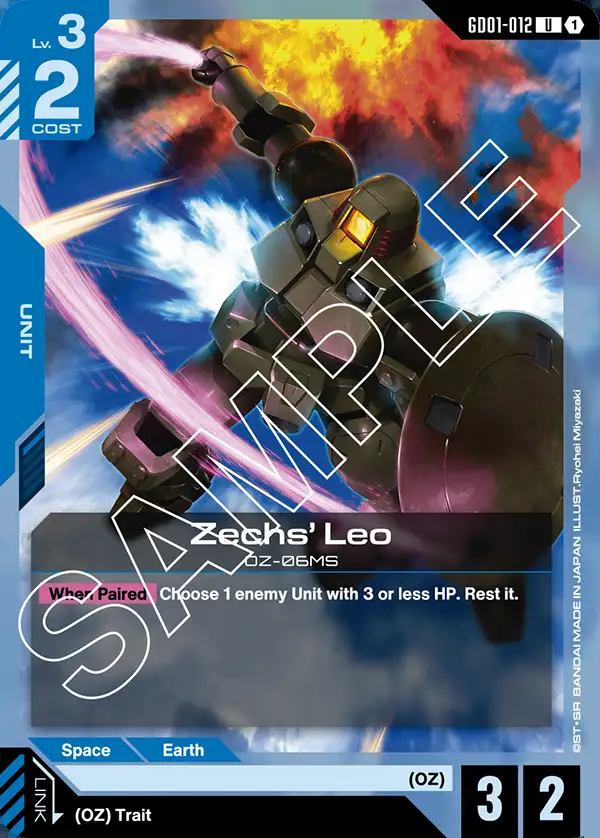 Lv. 3
2
COST
GD01-012 U 1
UNIT
SAMPLE
Zechs’ Leo
OZ-06MS
When Paired Choose 1 enemy Unit with 3 or less HP. Rest it.
Space Earth
(OZ)
LINK
(OZ) Trait
3 2
©ST・SR BANDAI MADE IN JAPAN ILLUST.Ryohei Miyazaki